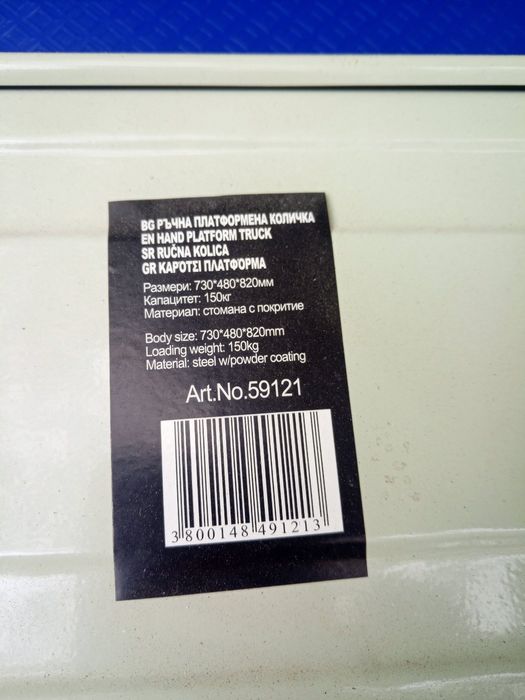 BG РЪЧНА ПЛАТФОРМЕНА КОЛИЧКА
EN HAND PLATFORM TRUCK
SR RUČNA KOLICA
GR ΚΑΡΟΤΣΙ ΠΛΑΤΦΟΡΜΑ
Размери: 730*480*820мм
Капацитет: 150кг
Материал: стомана с покритие
Body size: 730*480*820mm
Loading weight: 150kg
Material: steel w/powder coating
Art.No.59121
3 800148 491213